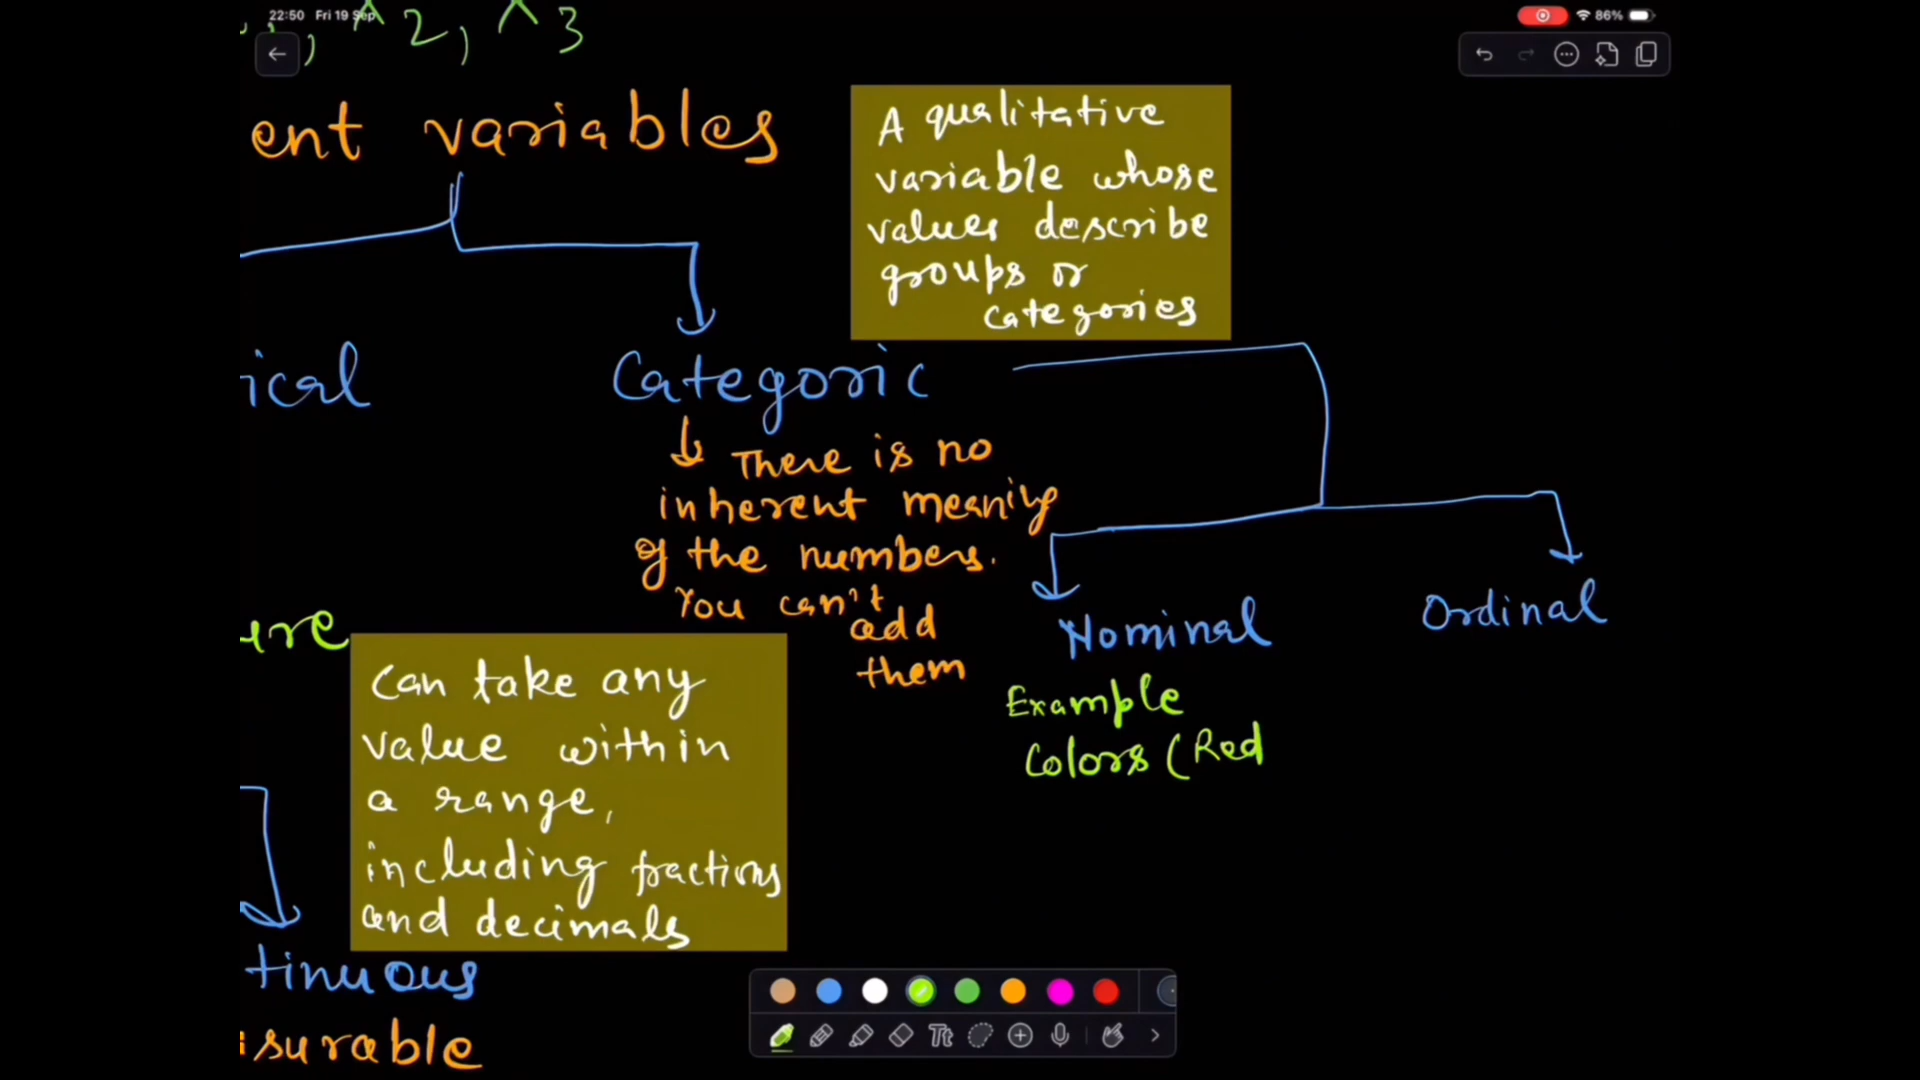 22:50 Fri 19 Sep
86%
2, 3
ent variables
A qualitative
variable whose
values describe
groups or
categories
ical
Categoric
There is no
inherent meaning
of the numbers.
You can't
add
them
Nominal
Ordinal
Example
Colors (Red
ure
Can take any
value within
a range,
including fractions
and decimals
tinuous
surable
Tt